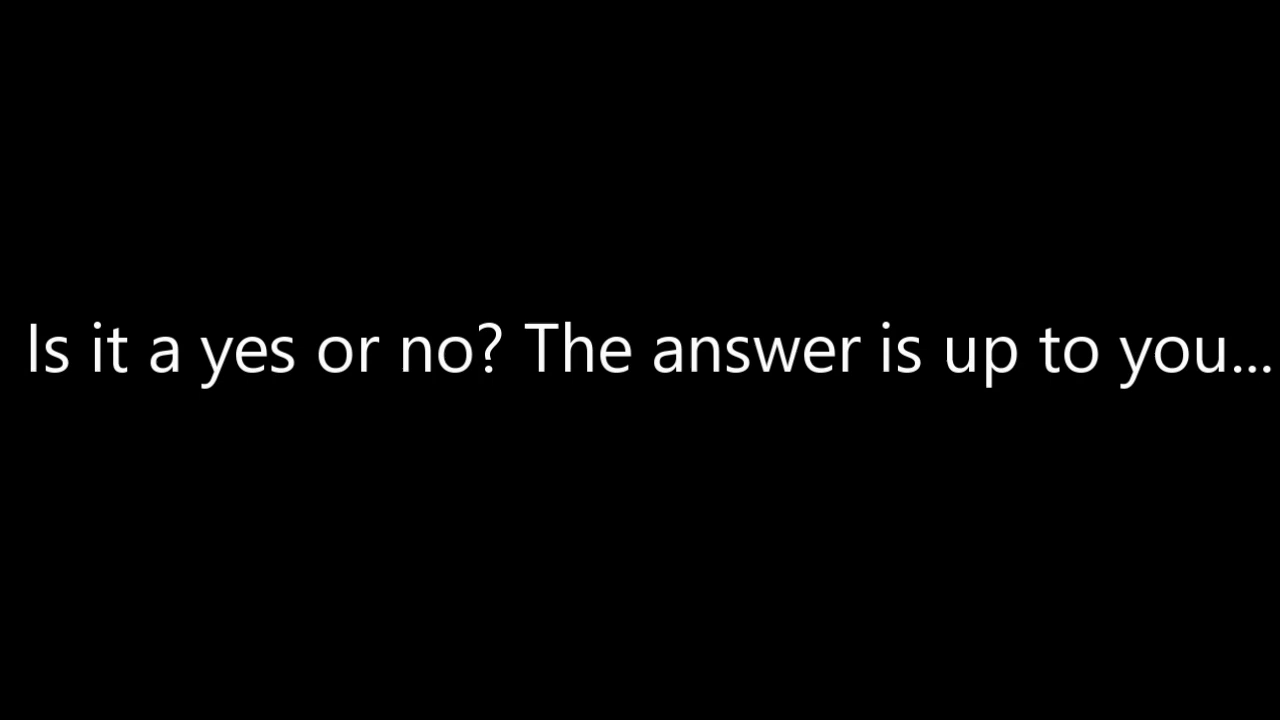 Is it a yes or no? The answer is up to you...